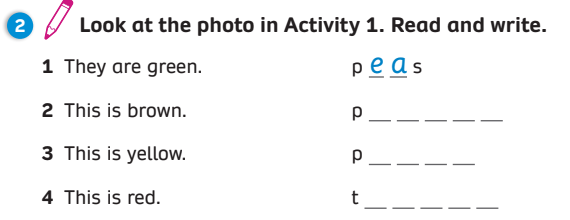 2 Look at the photo in Activity 1. Read and write.
1 They are green. p e a s
2 This is brown. p _ _ _ _ _
3 This is yellow. p _ _ _ _
4 This is red. t _ _ _ _ _